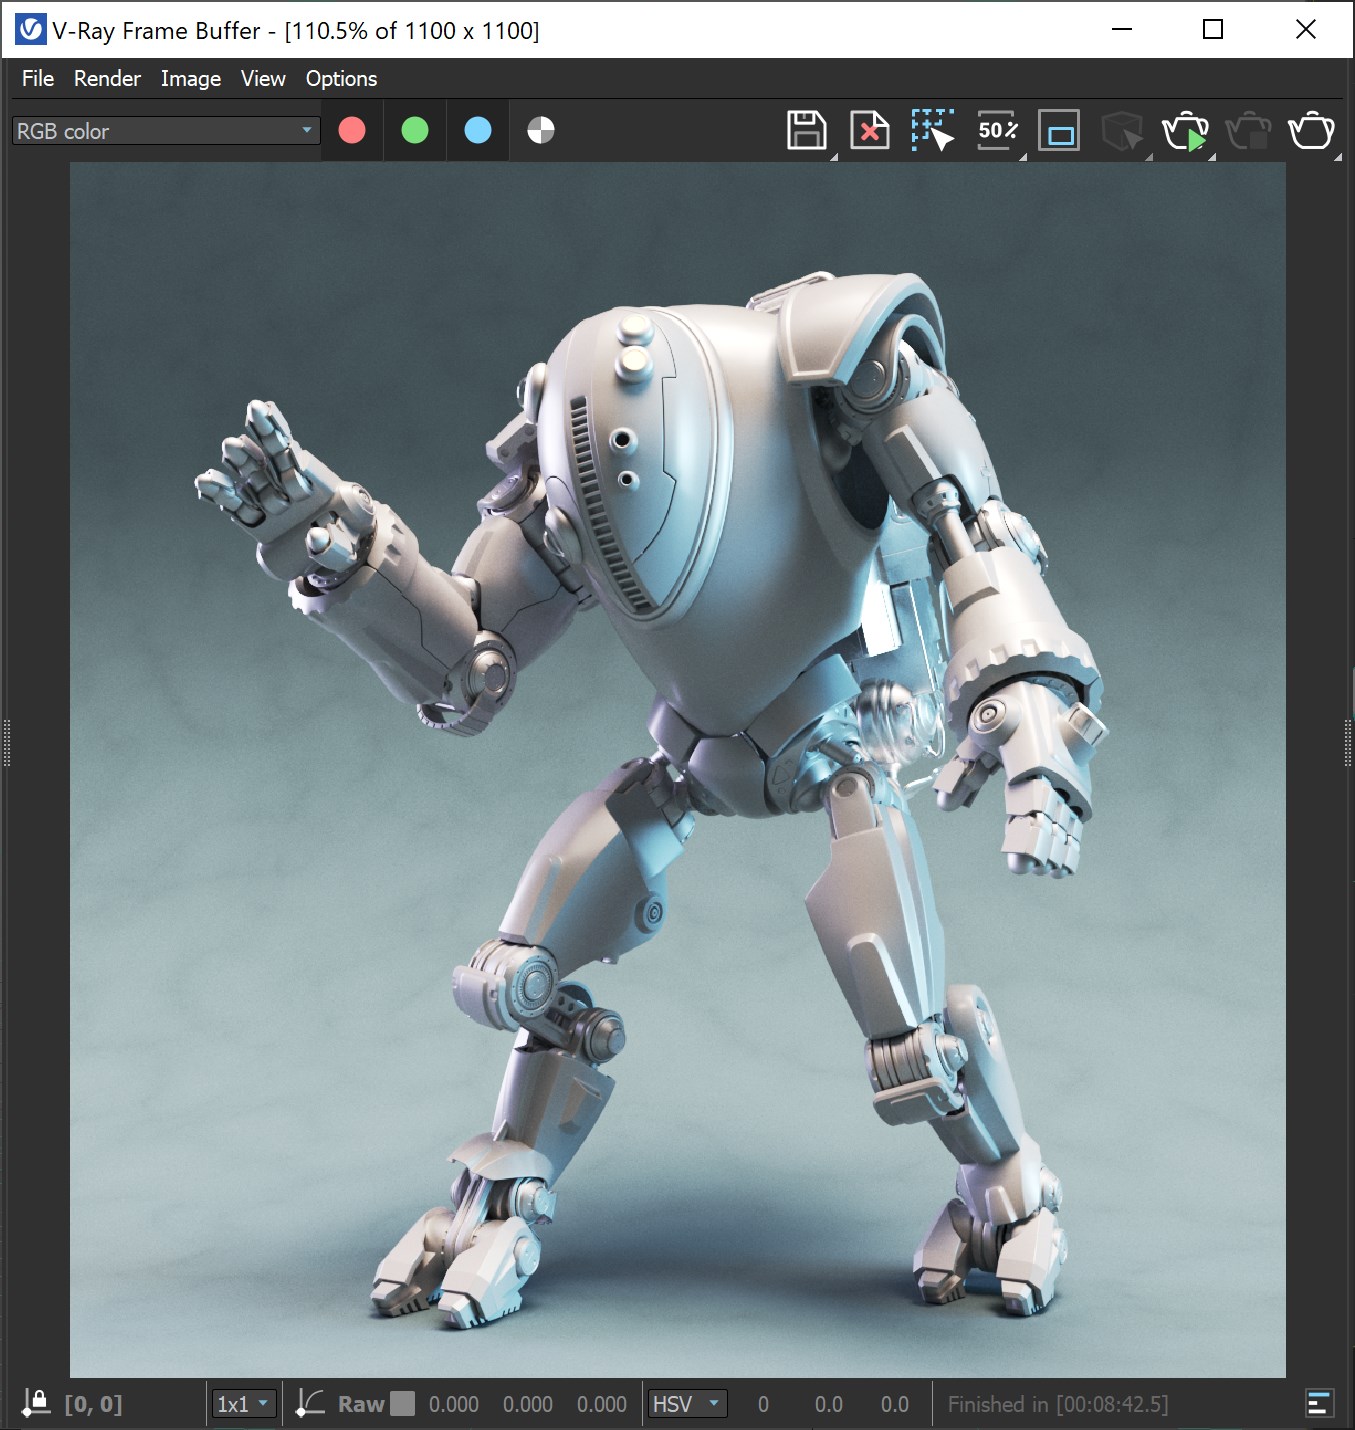 V-Ray Frame Buffer - [110.5% of 1100 x 1100]
File Render Image View Options
RGB color
50%
[0, 0] 1x1 Raw 0.000 0.000 0.000 HSV 0 0.0 0.0 Finished in [00:08:42.5]